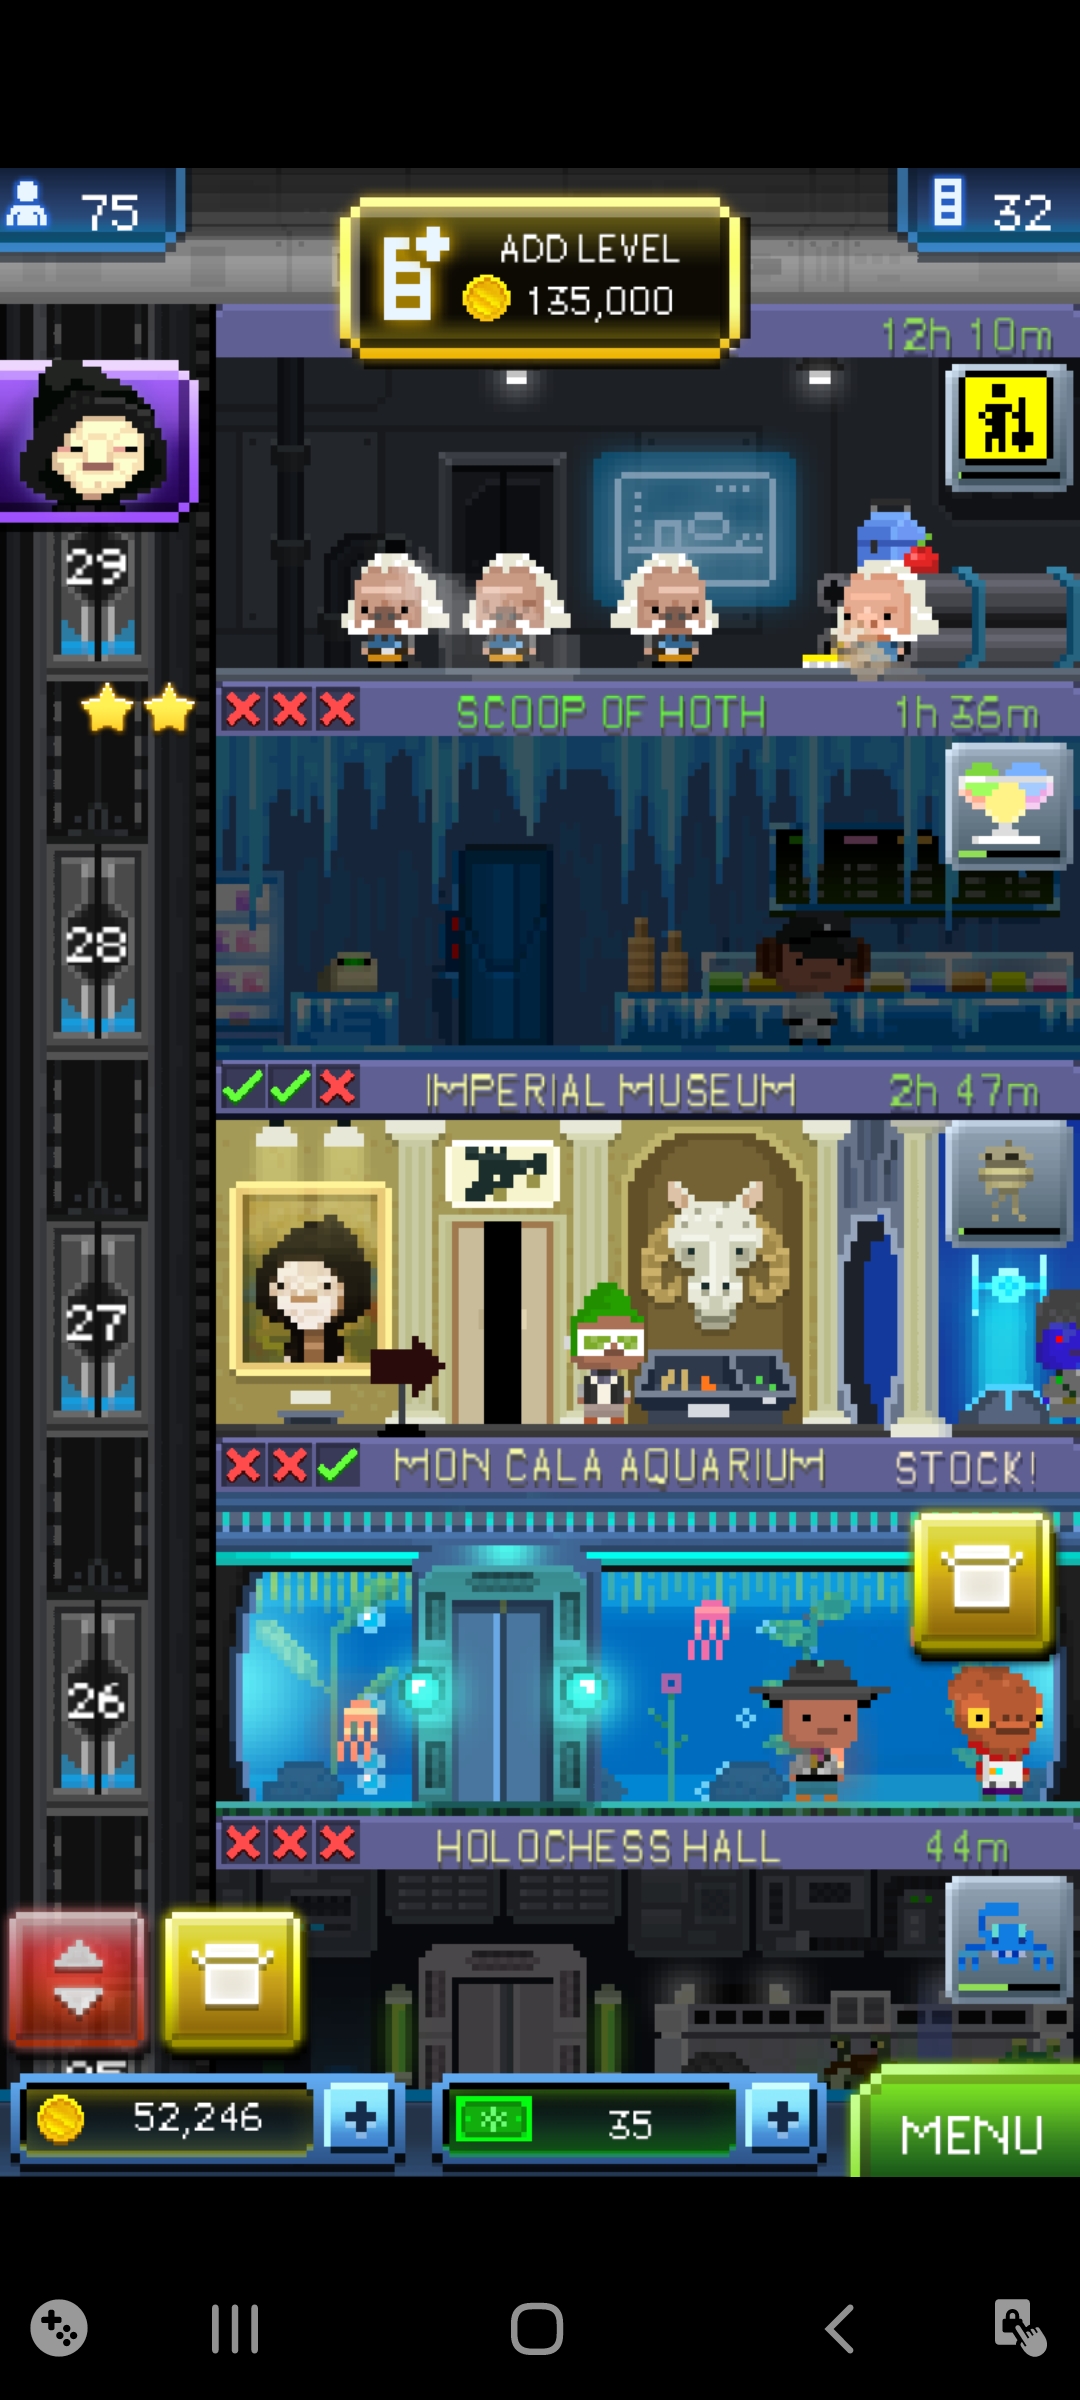 75
ADD LEVEL
135,000
32
12h 10m
29
SCOOP OF HOTH
1h 36m
28
IMPERIAL MUSEUM
2h 47m
27
MON CALA AQUARIUM
STOCK!
26
HOLOCHESS HALL
44m
52,246
35
MENU